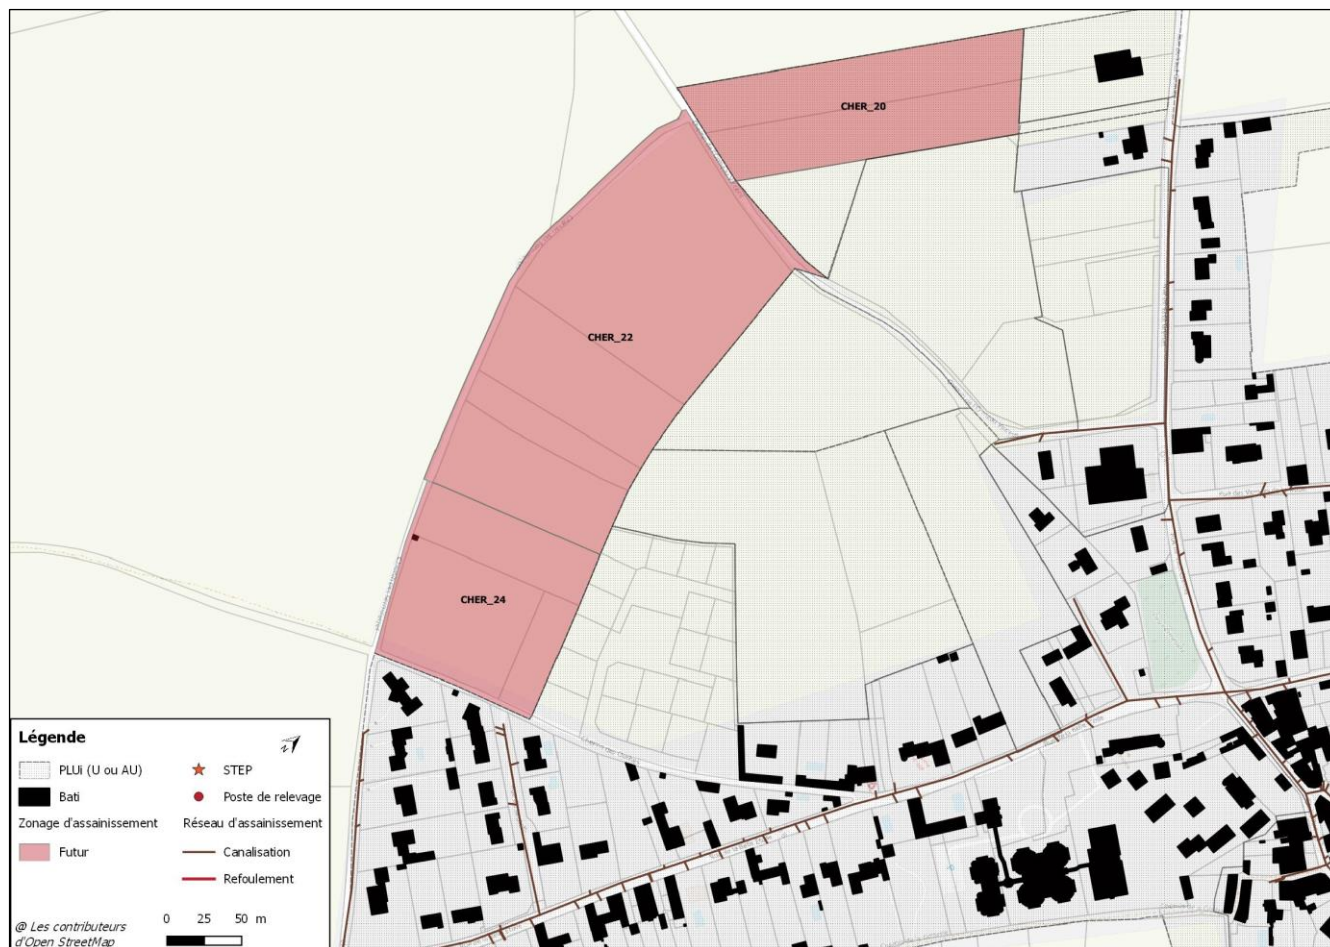 CHER_20
CHER_22
CHER_24
Légende
PLUi (U ou AU)
STEP
Bati
Poste de relevage
Zonage d'assainissement
Réseau d'assainissement
Futur
Canalisation
Refoulement
@ Les contributeurs
d'Open StreetMap
0 25 50 m